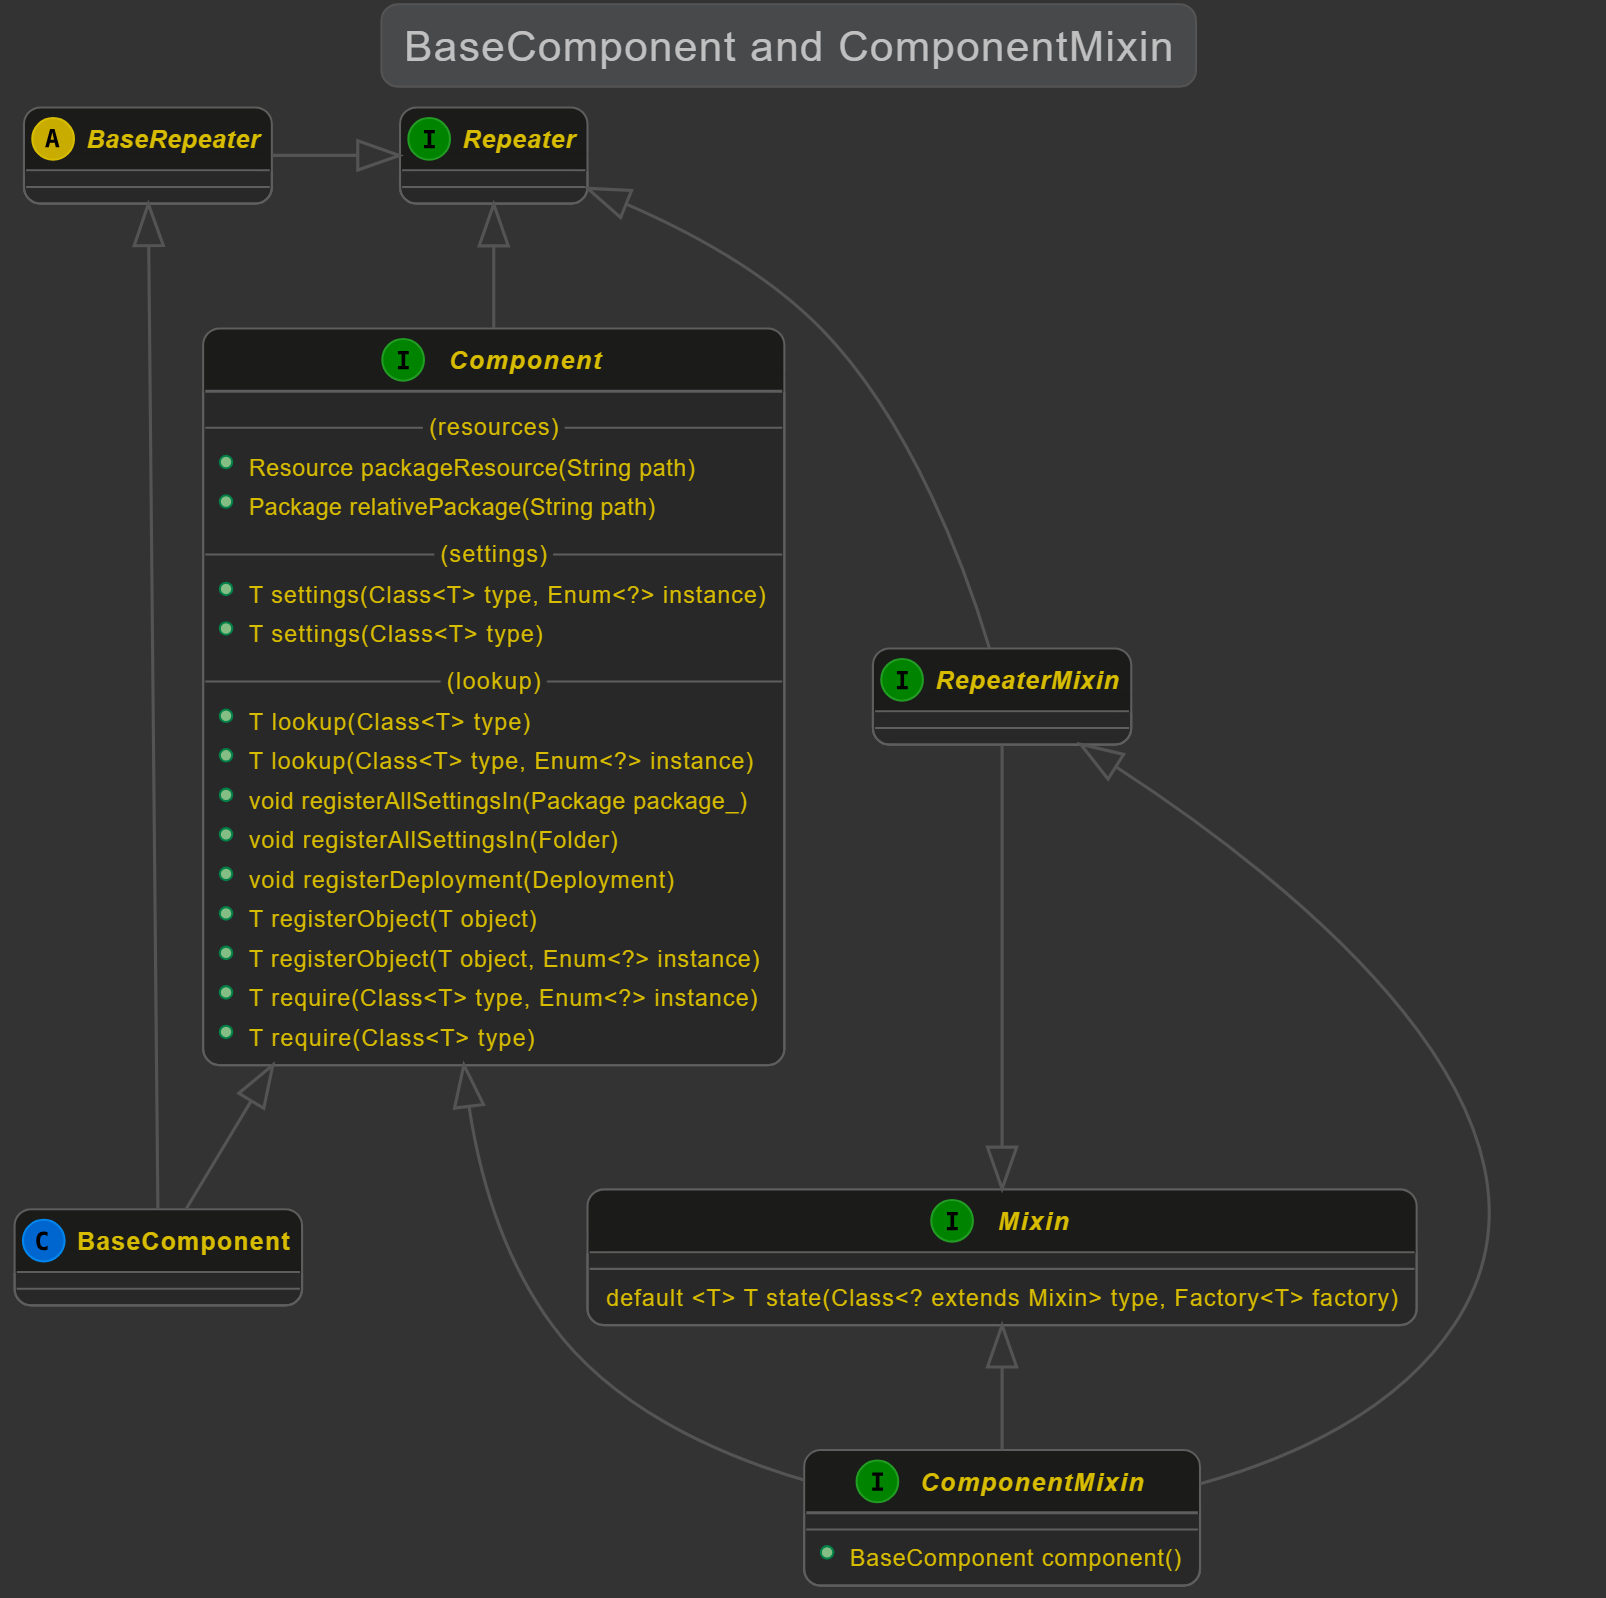 BaseComponent and ComponentMixin
A BaseRepeater
I Repeater
I Component
(resources)
Resource packageResource(String path)
Package relativePackage(String path)
(settings)
T settings(Class<T> type, Enum<?> instance)
T settings(Class<T> type)
(lookup)
T lookup(Class<T> type)
T lookup(Class<T> type, Enum<?> instance)
void registerAllSettingsIn(Package package_)
void registerAllSettingsIn(Folder)
void registerDeployment(Deployment)
T registerObject(T object)
T registerObject(T object, Enum<?> instance)
T require(Class<T> type, Enum<?> instance)
T require(Class<T> type)
I RepeaterMixin
C BaseComponent
I Mixin
default <T> T state(Class<? extends Mixin> type, Factory<T> factory)
I ComponentMixin
BaseComponent component()